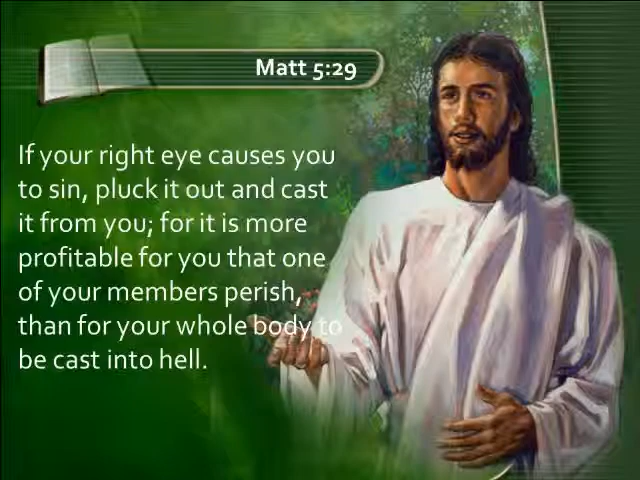 Matt 5:29
If your right eye causes you
to sin, pluck it out and cast
it from you; for it is more
profitable for you that one
of your members perish,
than for your whole body to
be cast into hell.